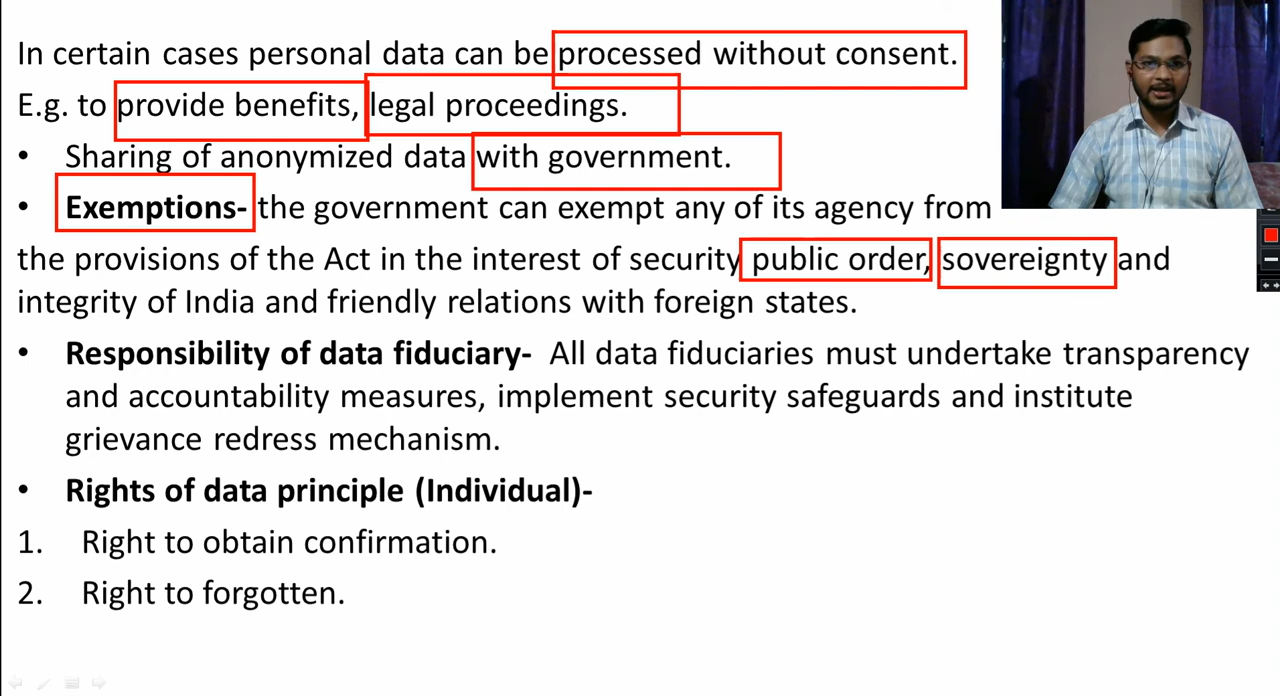 In certain cases personal data can be processed without consent.
E.g. to provide benefits, legal proceedings.
• Sharing of anonymized data with government.
• Exemptions- the government can exempt any of its agency from
the provisions of the Act in the interest of security public order, sovereignty and
integrity of India and friendly relations with foreign states.
• Responsibility of data fiduciary- All data fiduciaries must undertake transparency
and accountability measures, implement security safeguards and institute
grievance redress mechanism.
• Rights of data principle (Individual)-
1. Right to obtain confirmation.
2. Right to forgotten.